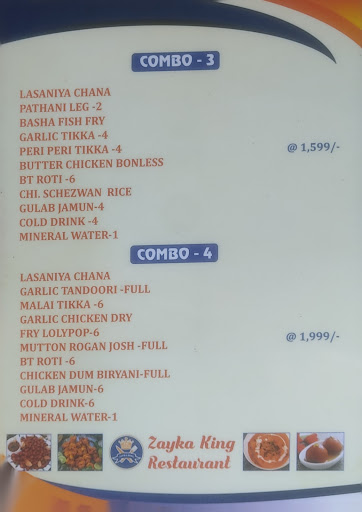 COMBO - 3
LASANIYA CHANA
PATHANI LEG -2
BASHA FISH FRY
GARLIC TIKKA -4
PERI PERI TIKKA -4 @ 1,599/-
BUTTER CHICKEN BONLESS
BT ROTI -6
CHI. SCHEZWAN RICE
GULAB JAMUN-4
COLD DRINK -4
MINERAL WATER-1
COMBO - 4
LASANIYA CHANA
GARLIC TANDOORI -FULL
MALAI TIKKA -6
GARLIC CHICKEN DRY
FRY LOLYPOP-6 @ 1,999/-
MUTTON ROGAN JOSH -FULL
BT ROTI -6
CHICKEN DUM BIRYANI-FULL
GULAB JAMUN-6
COLD DRINK-6
MINERAL WATER-1
Zayka King
Restaurant